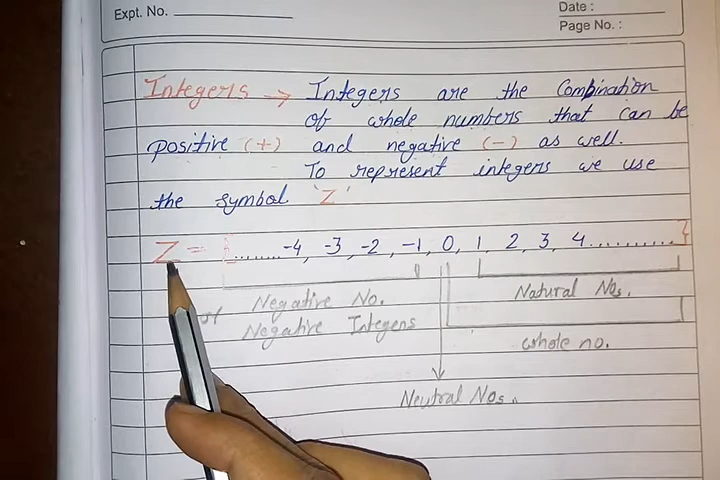 Expt. No.
Date :
Page No. :
Integers → Integers are the Combination
of whole numbers that can be
positive (+) and negative (-) as well.
To represent integers we use
the symbol 'Z'
Z = {........-4, -3, -2, -1, 0, 1, 2, 3, 4...........}
Negative No.
Natural Nos.
or
Negative Integers
whole no.
Neutral Nos.